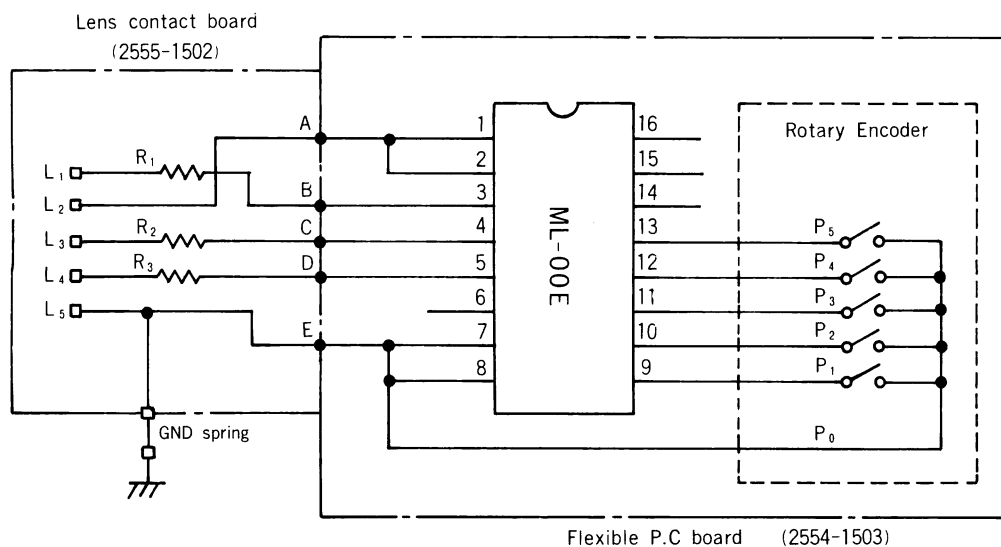 Lens contact board
(2555-1502)
A
1
16
Rotary Encoder
2
15
L₁
R₁
B
3
14
L₂
ML-00E
L₃
R₂
C
4
13
P₅
L₄
R₃
D
5
12
P₄
L₅
6
11
P₃
E
7
10
P₂
8
9
P₁
GND spring
P₀
Flexible P.C board (2554-1503)